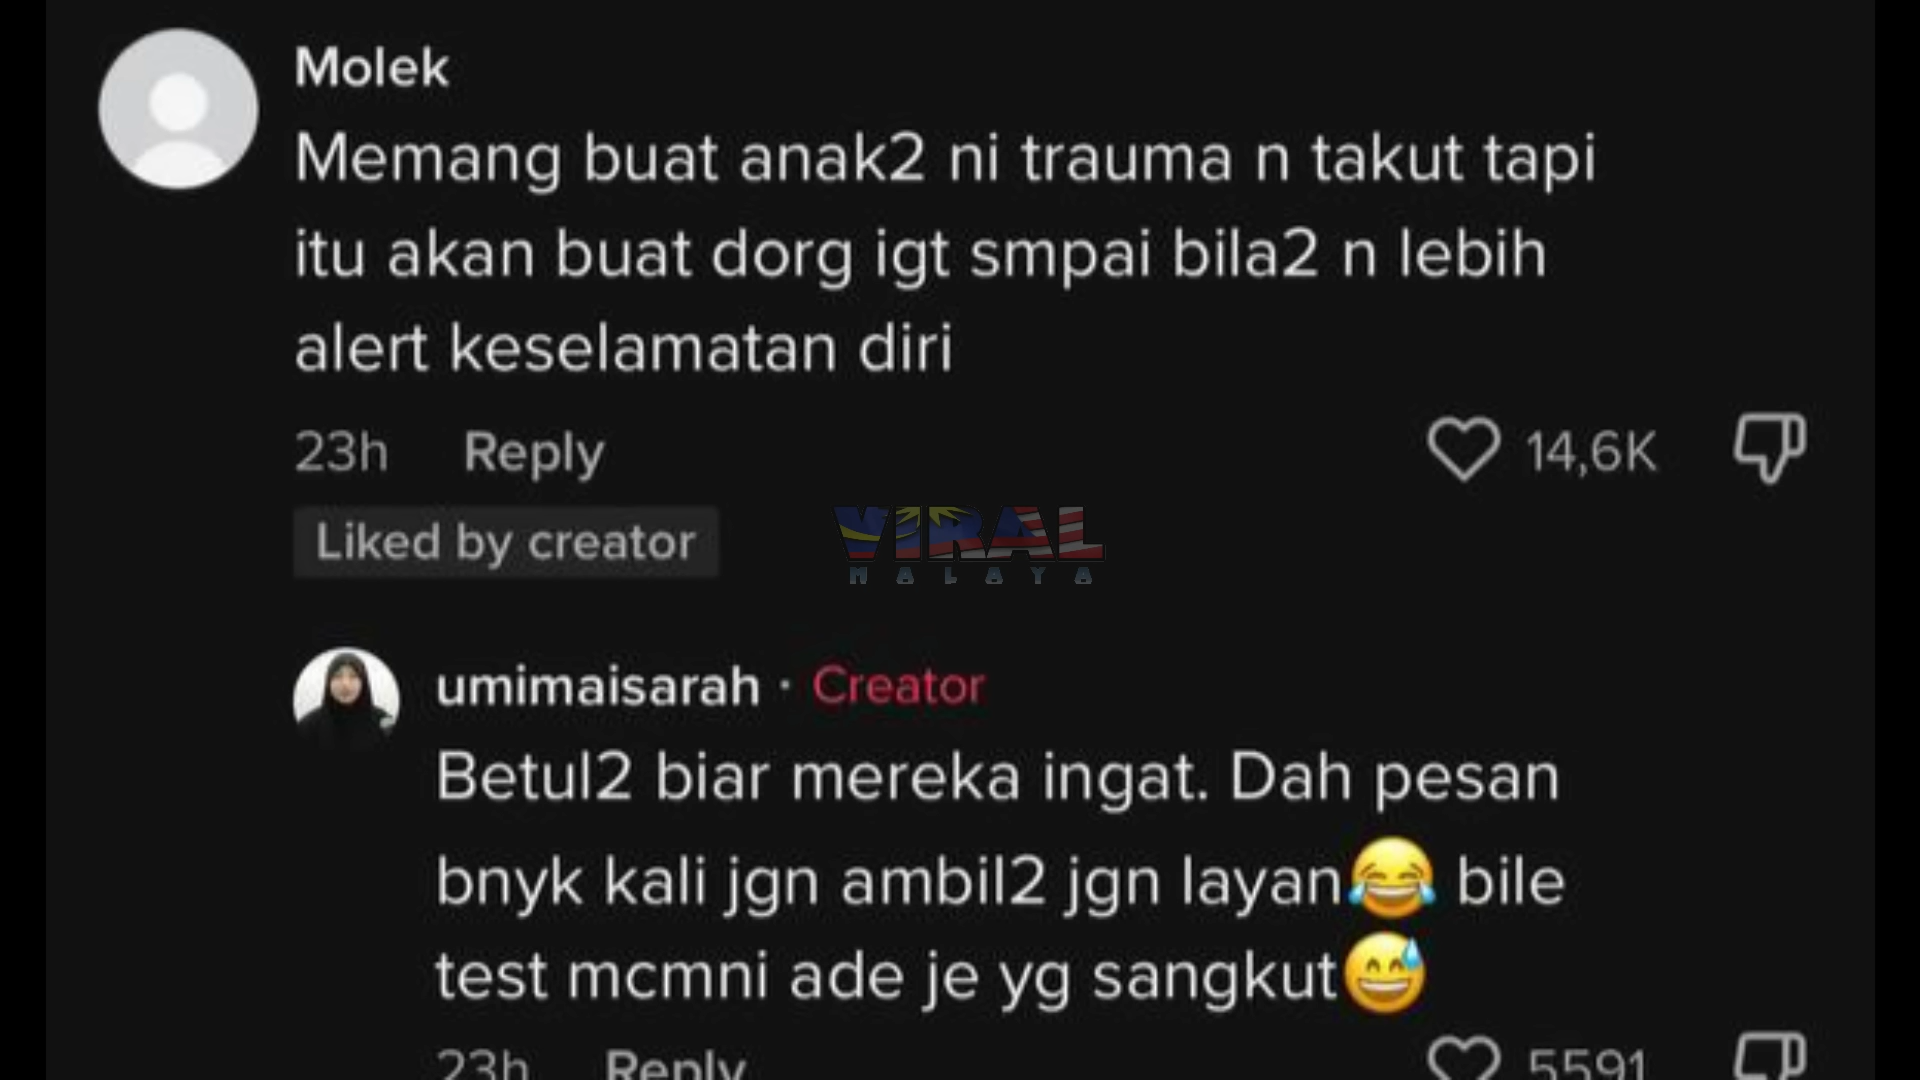 Molek
Memang buat anak2 ni trauma n takut tapi
itu akan buat dorg igt smpai bila2 n lebih
alert keselamatan diri
23h Reply 14,6K
Liked by creator
VIRAL
MALAYA
umimaisarah · Creator
Betul2 biar mereka ingat. Dah pesan
bnyk kali jgn ambil2 jgn layan😂 bile
test mcmni ade je yg sangkut😅
23h Reply 5591